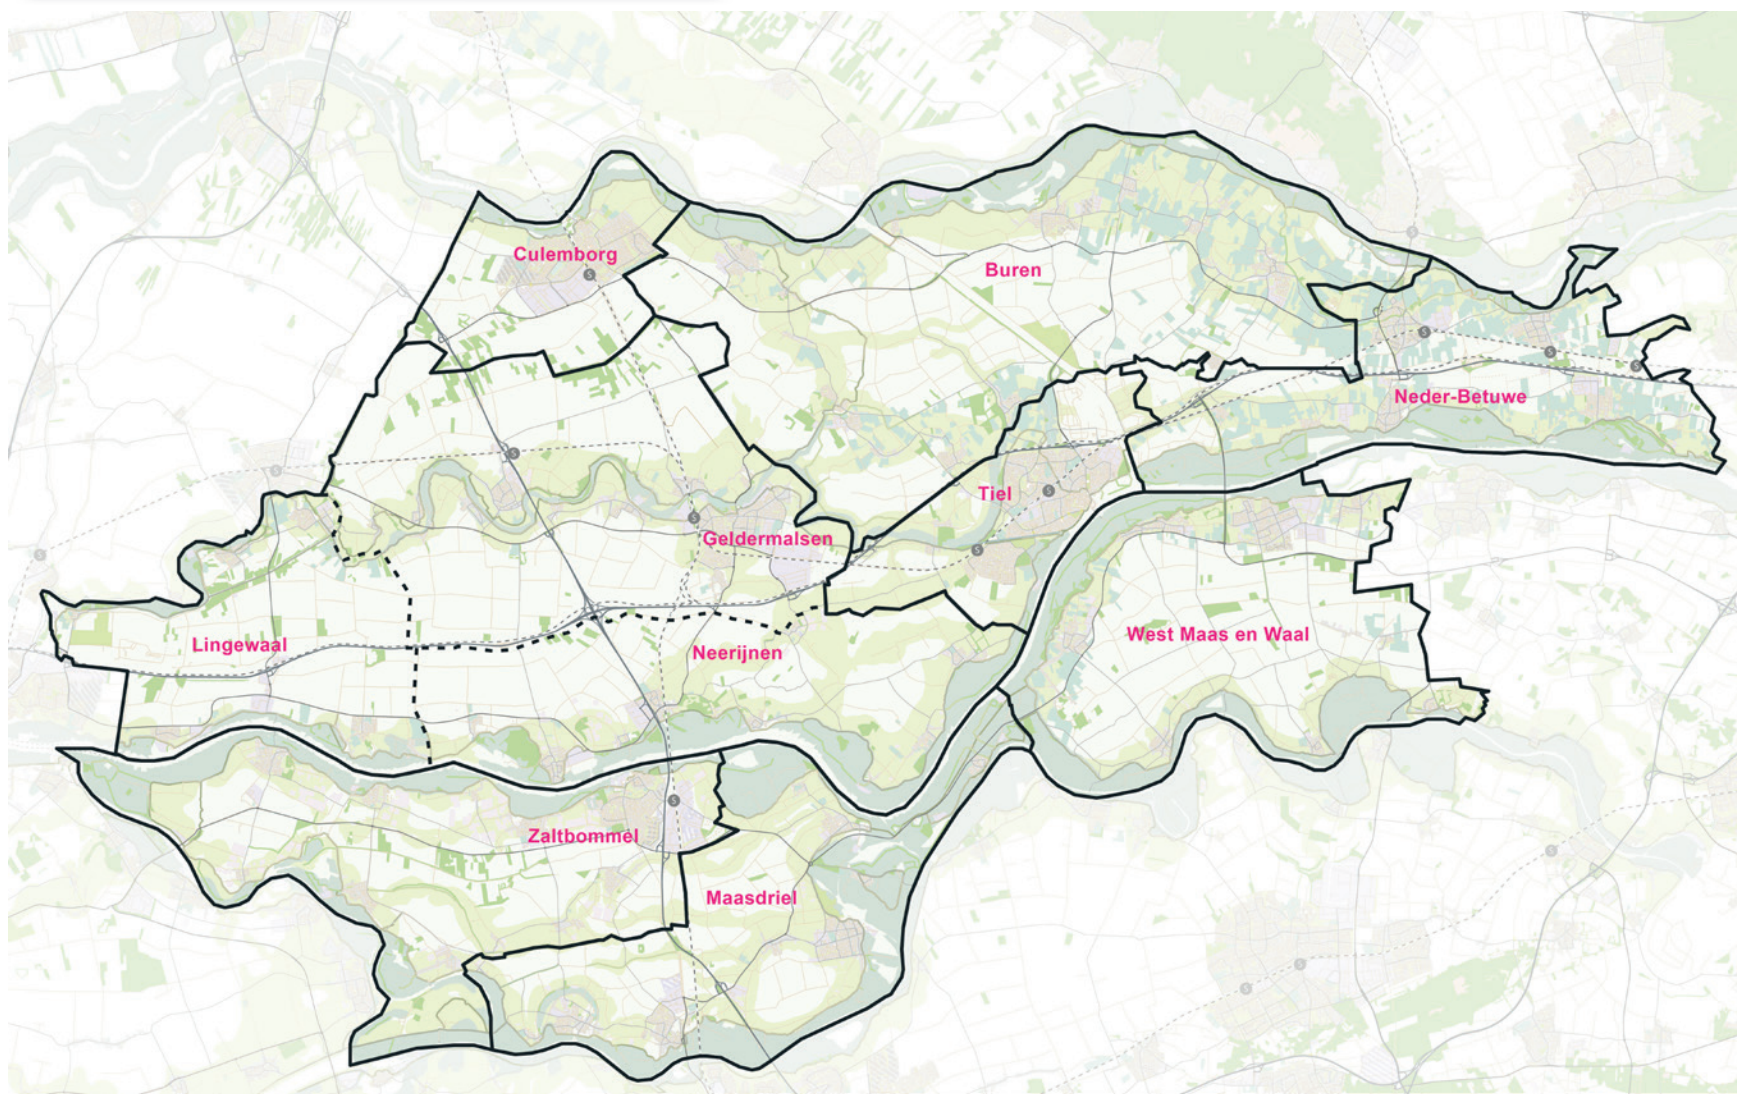 Culemborg
Buren
Neder-Betuwe
Tiel
Geldermalsen
West Maas en Waal
Lingewaal
Neerijnen
Zaltbommel
Maasdriel